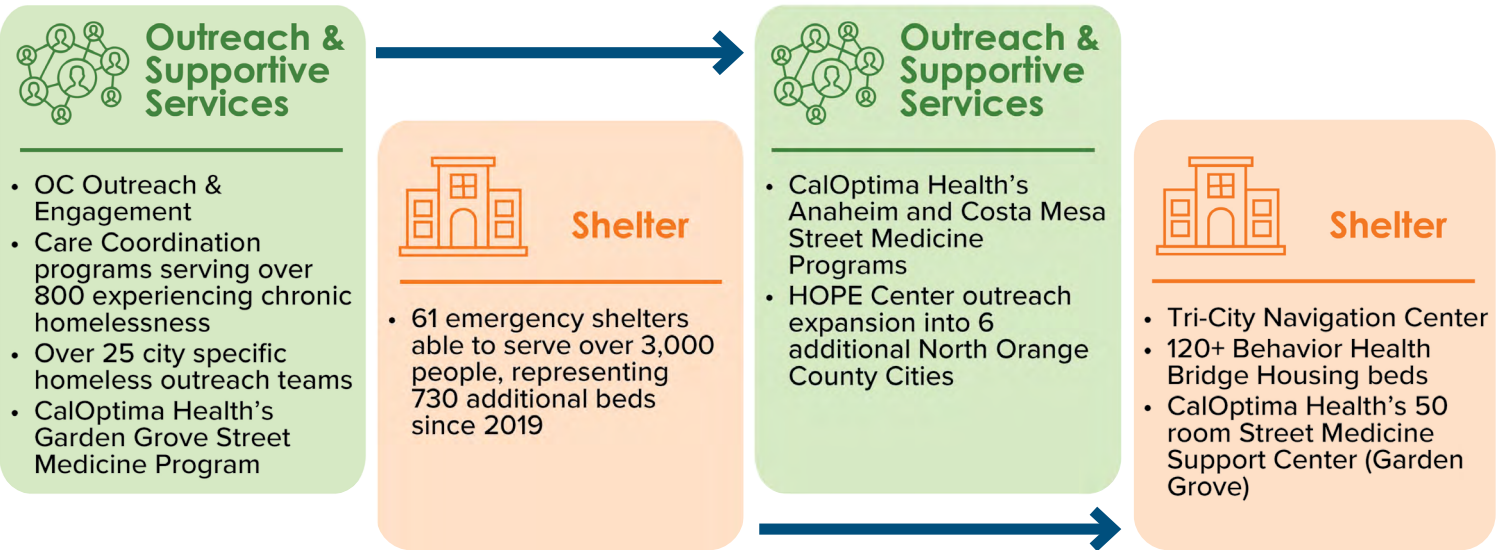 Outreach &
Supportive
Services
• OC Outreach &
Engagement
• Care Coordination
programs serving over
800 experiencing chronic
homelessness
• Over 25 city specific
homeless outreach teams
• CalOptima Health's
Garden Grove Street
Medicine Program
Shelter
• 61 emergency shelters
able to serve over 3,000
people, representing
730 additional beds
since 2019
Outreach &
Supportive
Services
• CalOptima Health's
Anaheim and Costa Mesa
Street Medicine
Programs
• HOPE Center outreach
expansion into 6
additional North Orange
County Cities
Shelter
• Tri-City Navigation Center
• 120+ Behavior Health
Bridge Housing beds
• CalOptima Health's 50
room Street Medicine
Support Center (Garden
Grove)